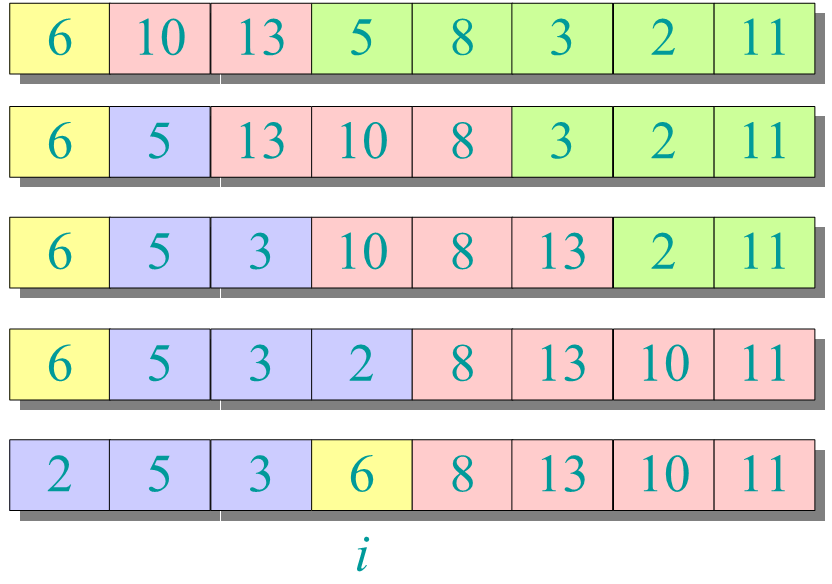 6 10 13 5 8 3 2 11
6 5 13 10 8 3 2 11
6 5 3 10 8 13 2 11
6 5 3 2 8 13 10 11
2 5 3 6 8 13 10 11
i